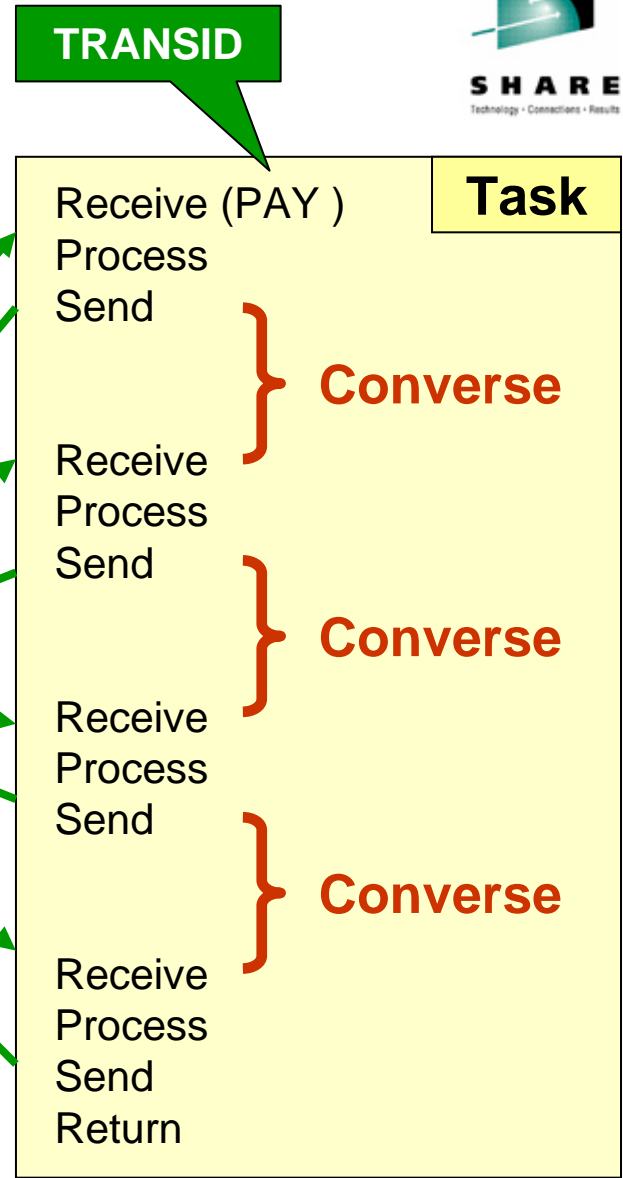 TRANSID
SHARE
Technology · Connections · Results
Task
Receive (PAY )
Process
Send
Converse
Receive
Process
Send
Converse
Receive
Process
Send
Converse
Receive
Process
Send
Return